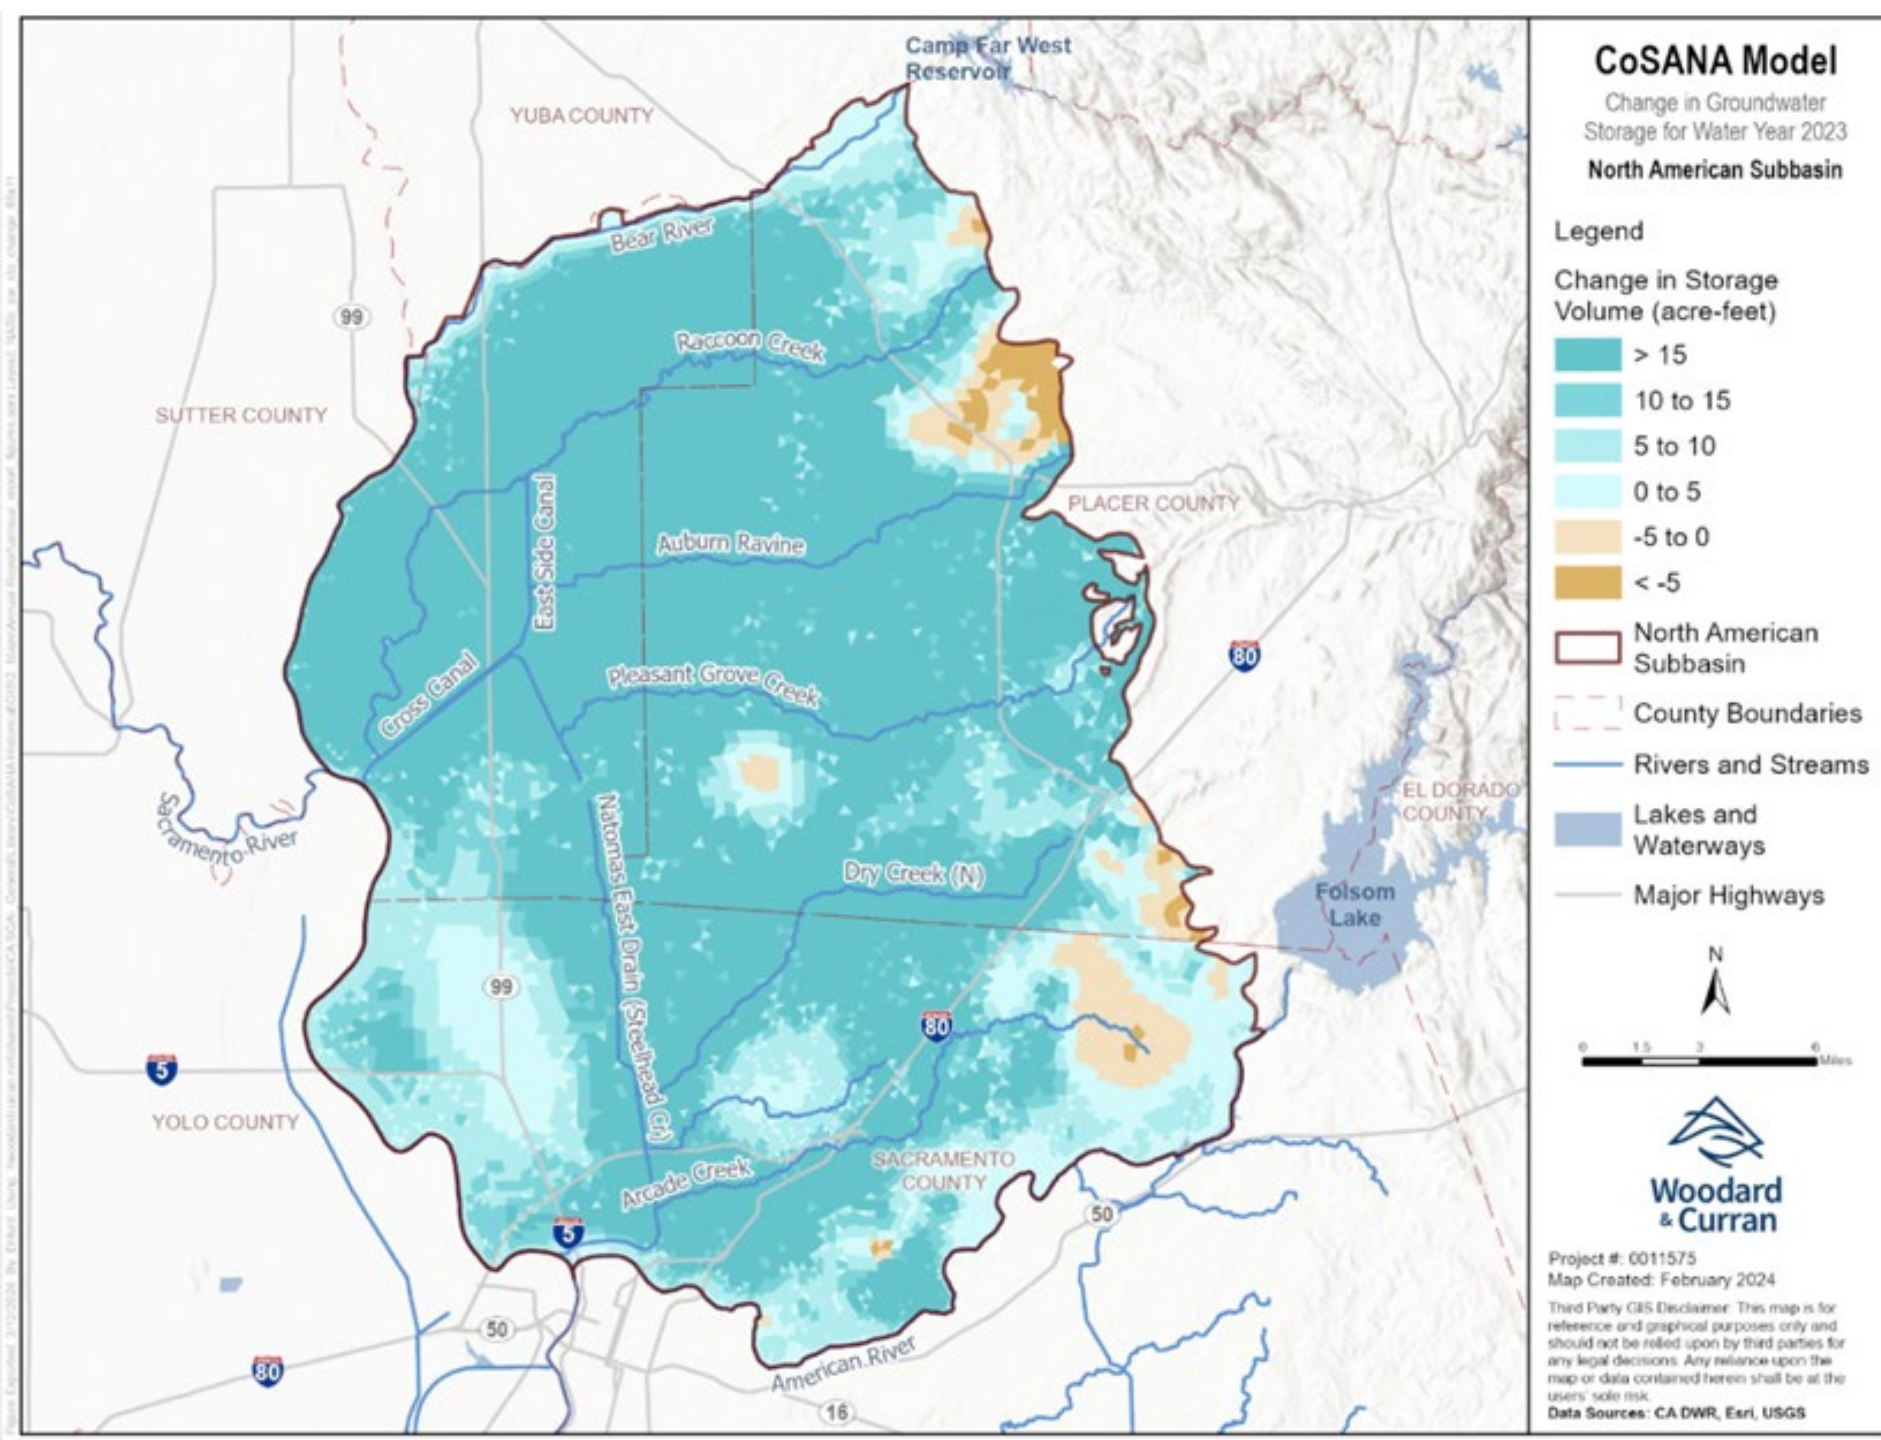 Camp Far West
Reservoir
YUBA COUNTY
Bear River
99
Raccoon Creek
SUTTER COUNTY
East Side Canal
PLACER COUNTY
Auburn Ravine
80
Cross Canal
Pleasant Grove Creek
Sacramento River
Natomas East Drain (Steelhead Cr)
EL DORADO
COUNTY
Dry Creek (N)
Folsom
Lake
99
80
5
YOLO COUNTY
SACRAMENTO
COUNTY
Arcade Creek
50
5
50
80
American River
16
CoSANA Model
Change in Groundwater
Storage for Water Year 2023
North American Subbasin
Legend
Change in Storage
Volume (acre-feet)
> 15
10 to 15
5 to 10
0 to 5
-5 to 0
< -5
North American
Subbasin
County Boundaries
Rivers and Streams
Lakes and
Waterways
Major Highways
N
0 1.5 3 6
Miles
Woodard
& Curran
Project #: 0011575
Map Created: February 2024
Third Party GIS Disclaimer: This map is for
reference and graphical purposes only and
should not be relied upon by third parties for
any legal decisions. Any reliance upon the
map or data contained herein shall be at the
users' sole risk.
Data Sources: CA DWR, Esri, USGS